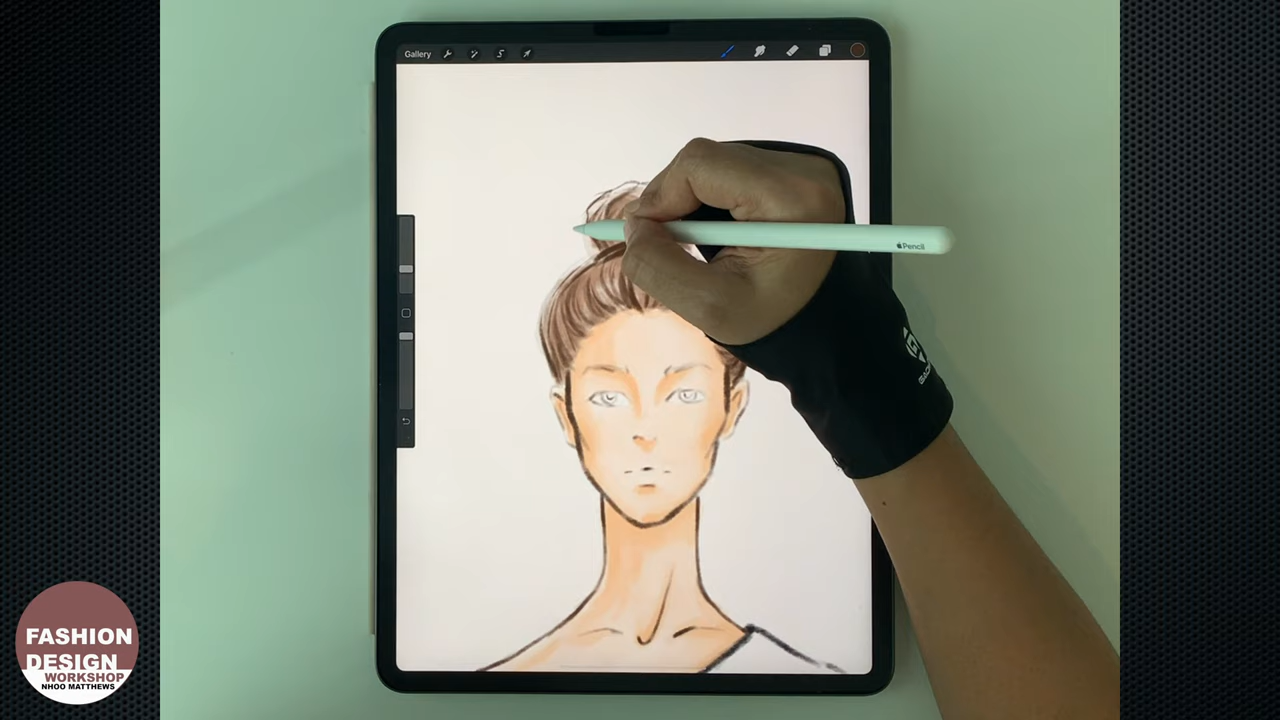 Gallery
Pencil
FASHION
DESIGN
WORKSHOP
NHOO MATTHEWS